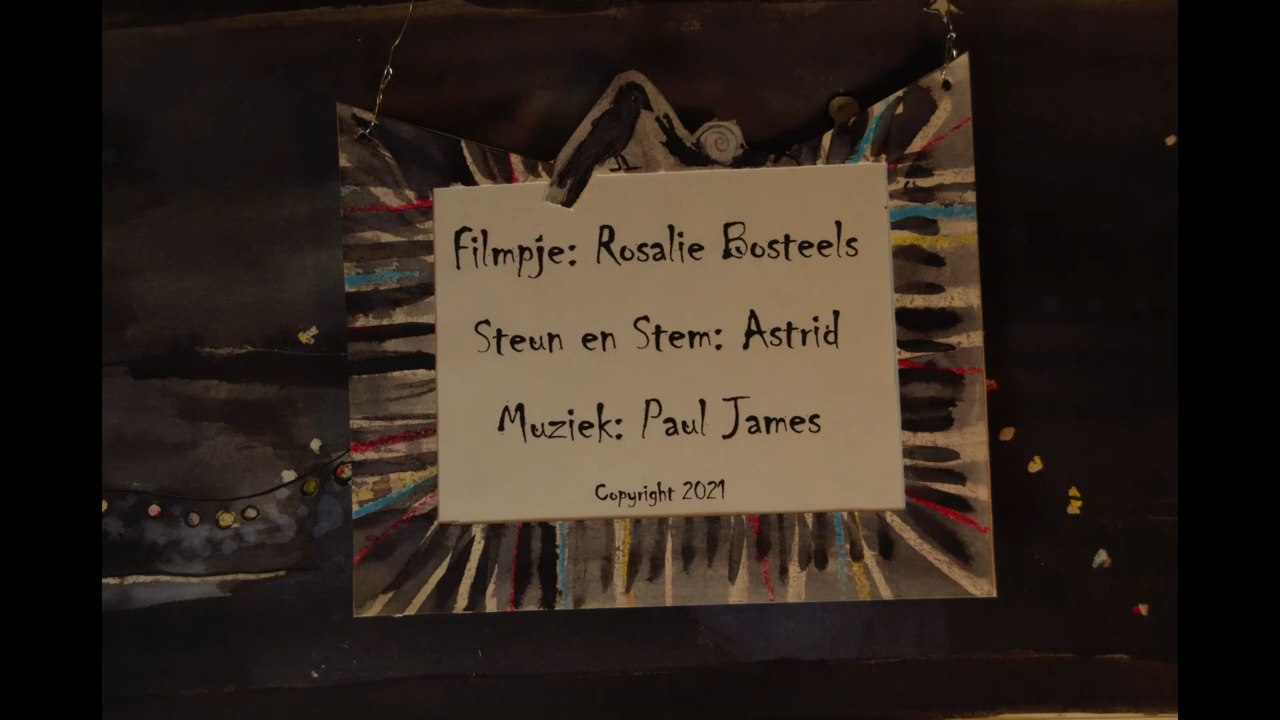 Filmpje: Rosalie Bosteels
Steun en Stem: Astrid
Muziek: Paul James
Copyright 2021